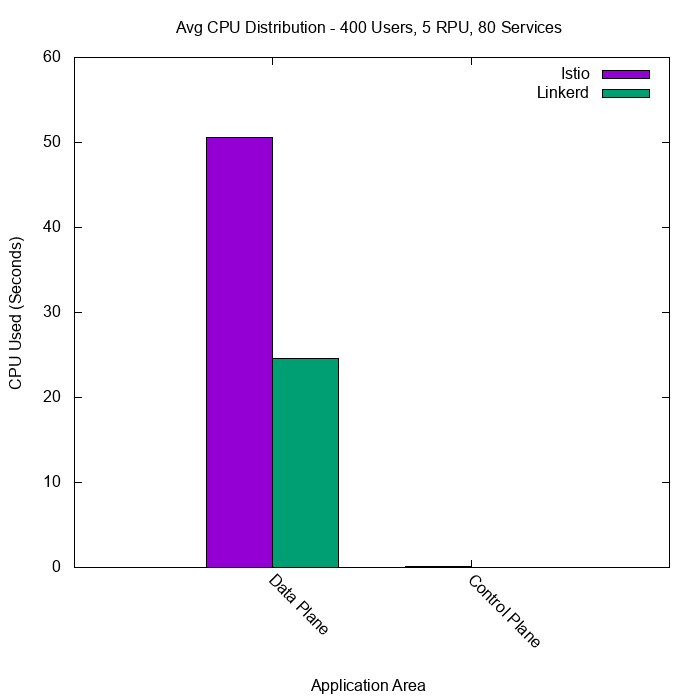 Avg CPU Distribution - 400 Users, 5 RPU, 80 Services
Istio
Linkerd
60
50
40
30
20
10
0
CPU Used (Seconds)
Data Plane
Control Plane
Application Area